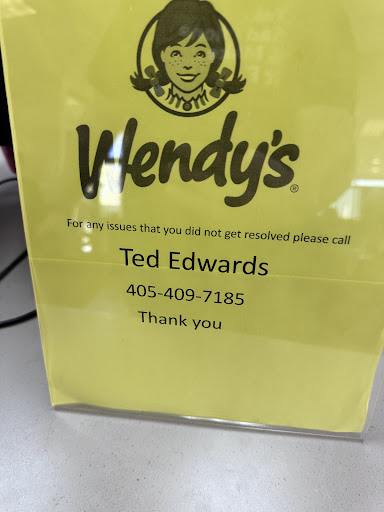 Wendy's®
For any issues that you did not get resolved please call
Ted Edwards
405-409-7185
Thank you